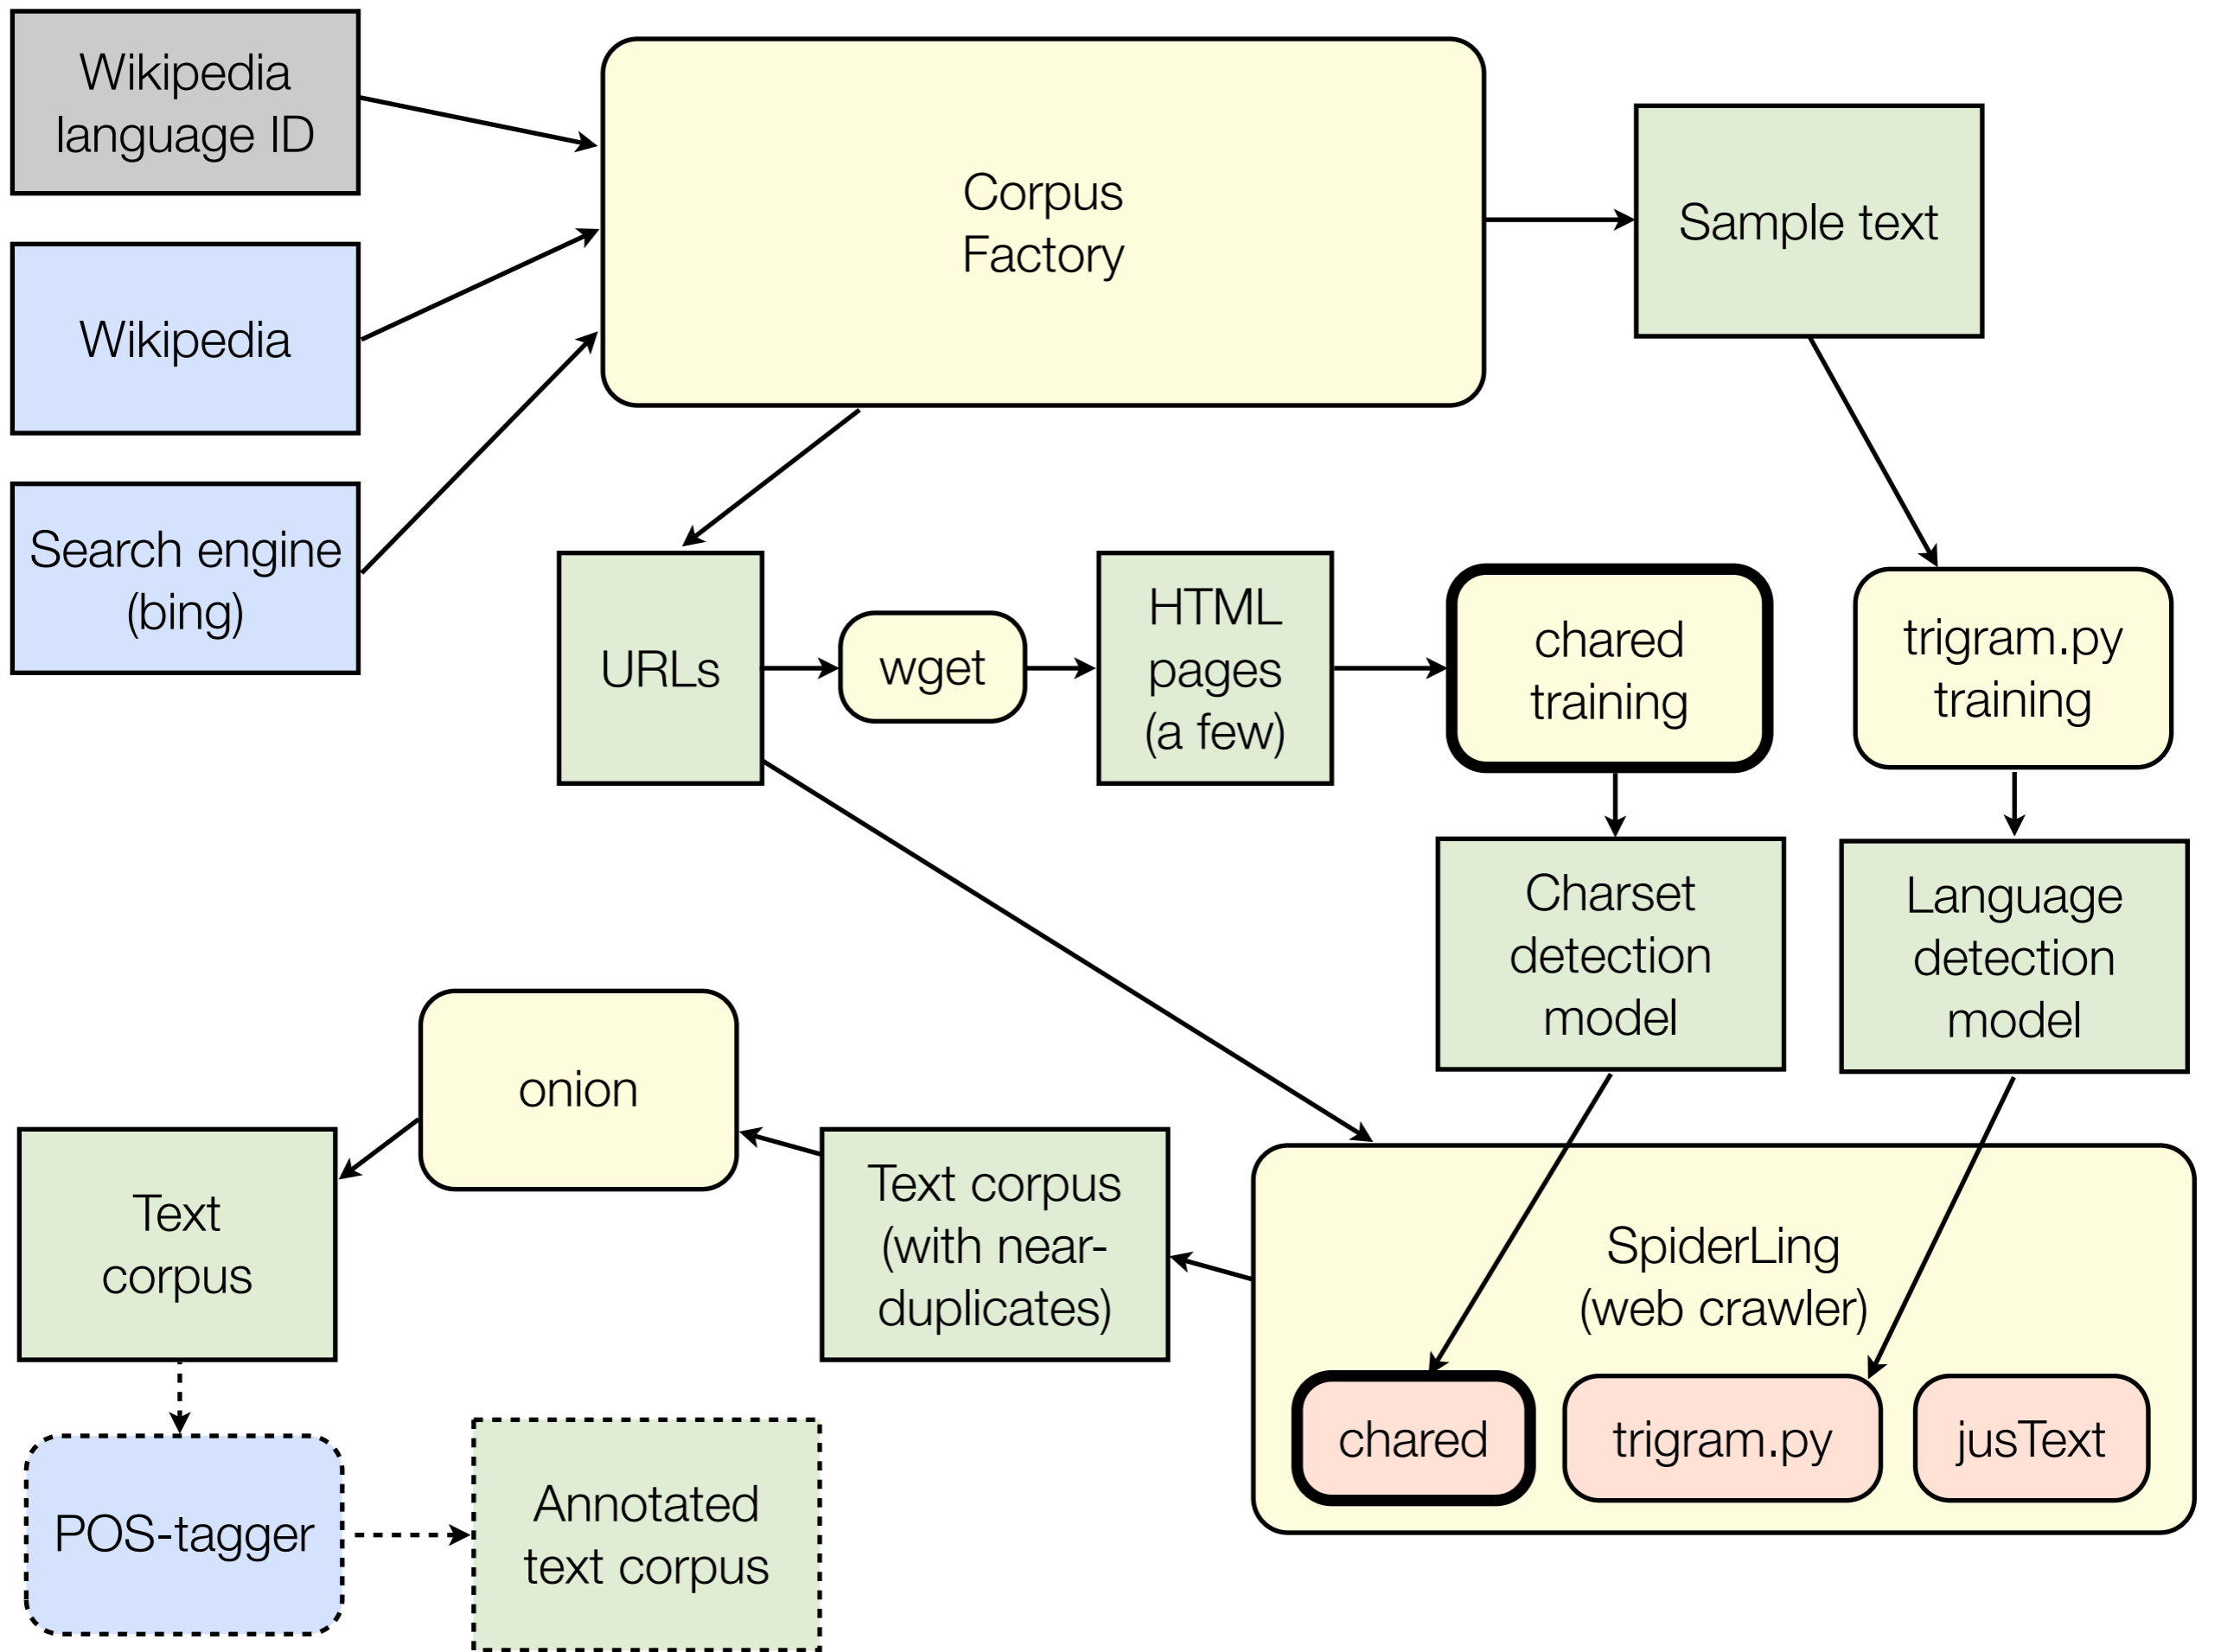 Wikipedia
language ID
Corpus
Factory
Sample text
Wikipedia
Search engine
(bing)
URLs
wget
HTML
pages
(a few)
chared
training
trigram.py
training
Charset
detection
model
Language
detection
model
onion
Text
corpus
Text corpus
(with near-
duplicates)
SpiderLing
(web crawler)
chared
trigram.py
jusText
POS-tagger
Annotated
text corpus